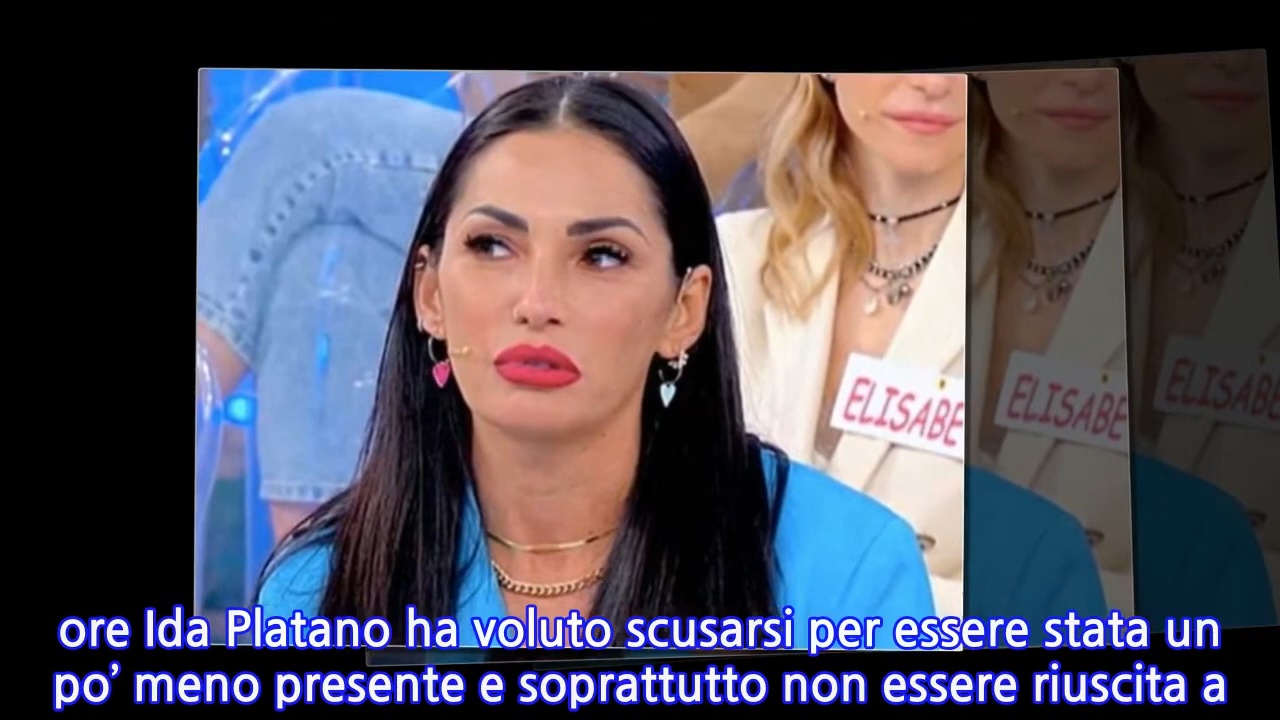 ELISABE
ELISABE
ELISABE
ore Ida Platano ha voluto scusarsi per essere stata un
po’ meno presente e soprattutto non essere riuscita a